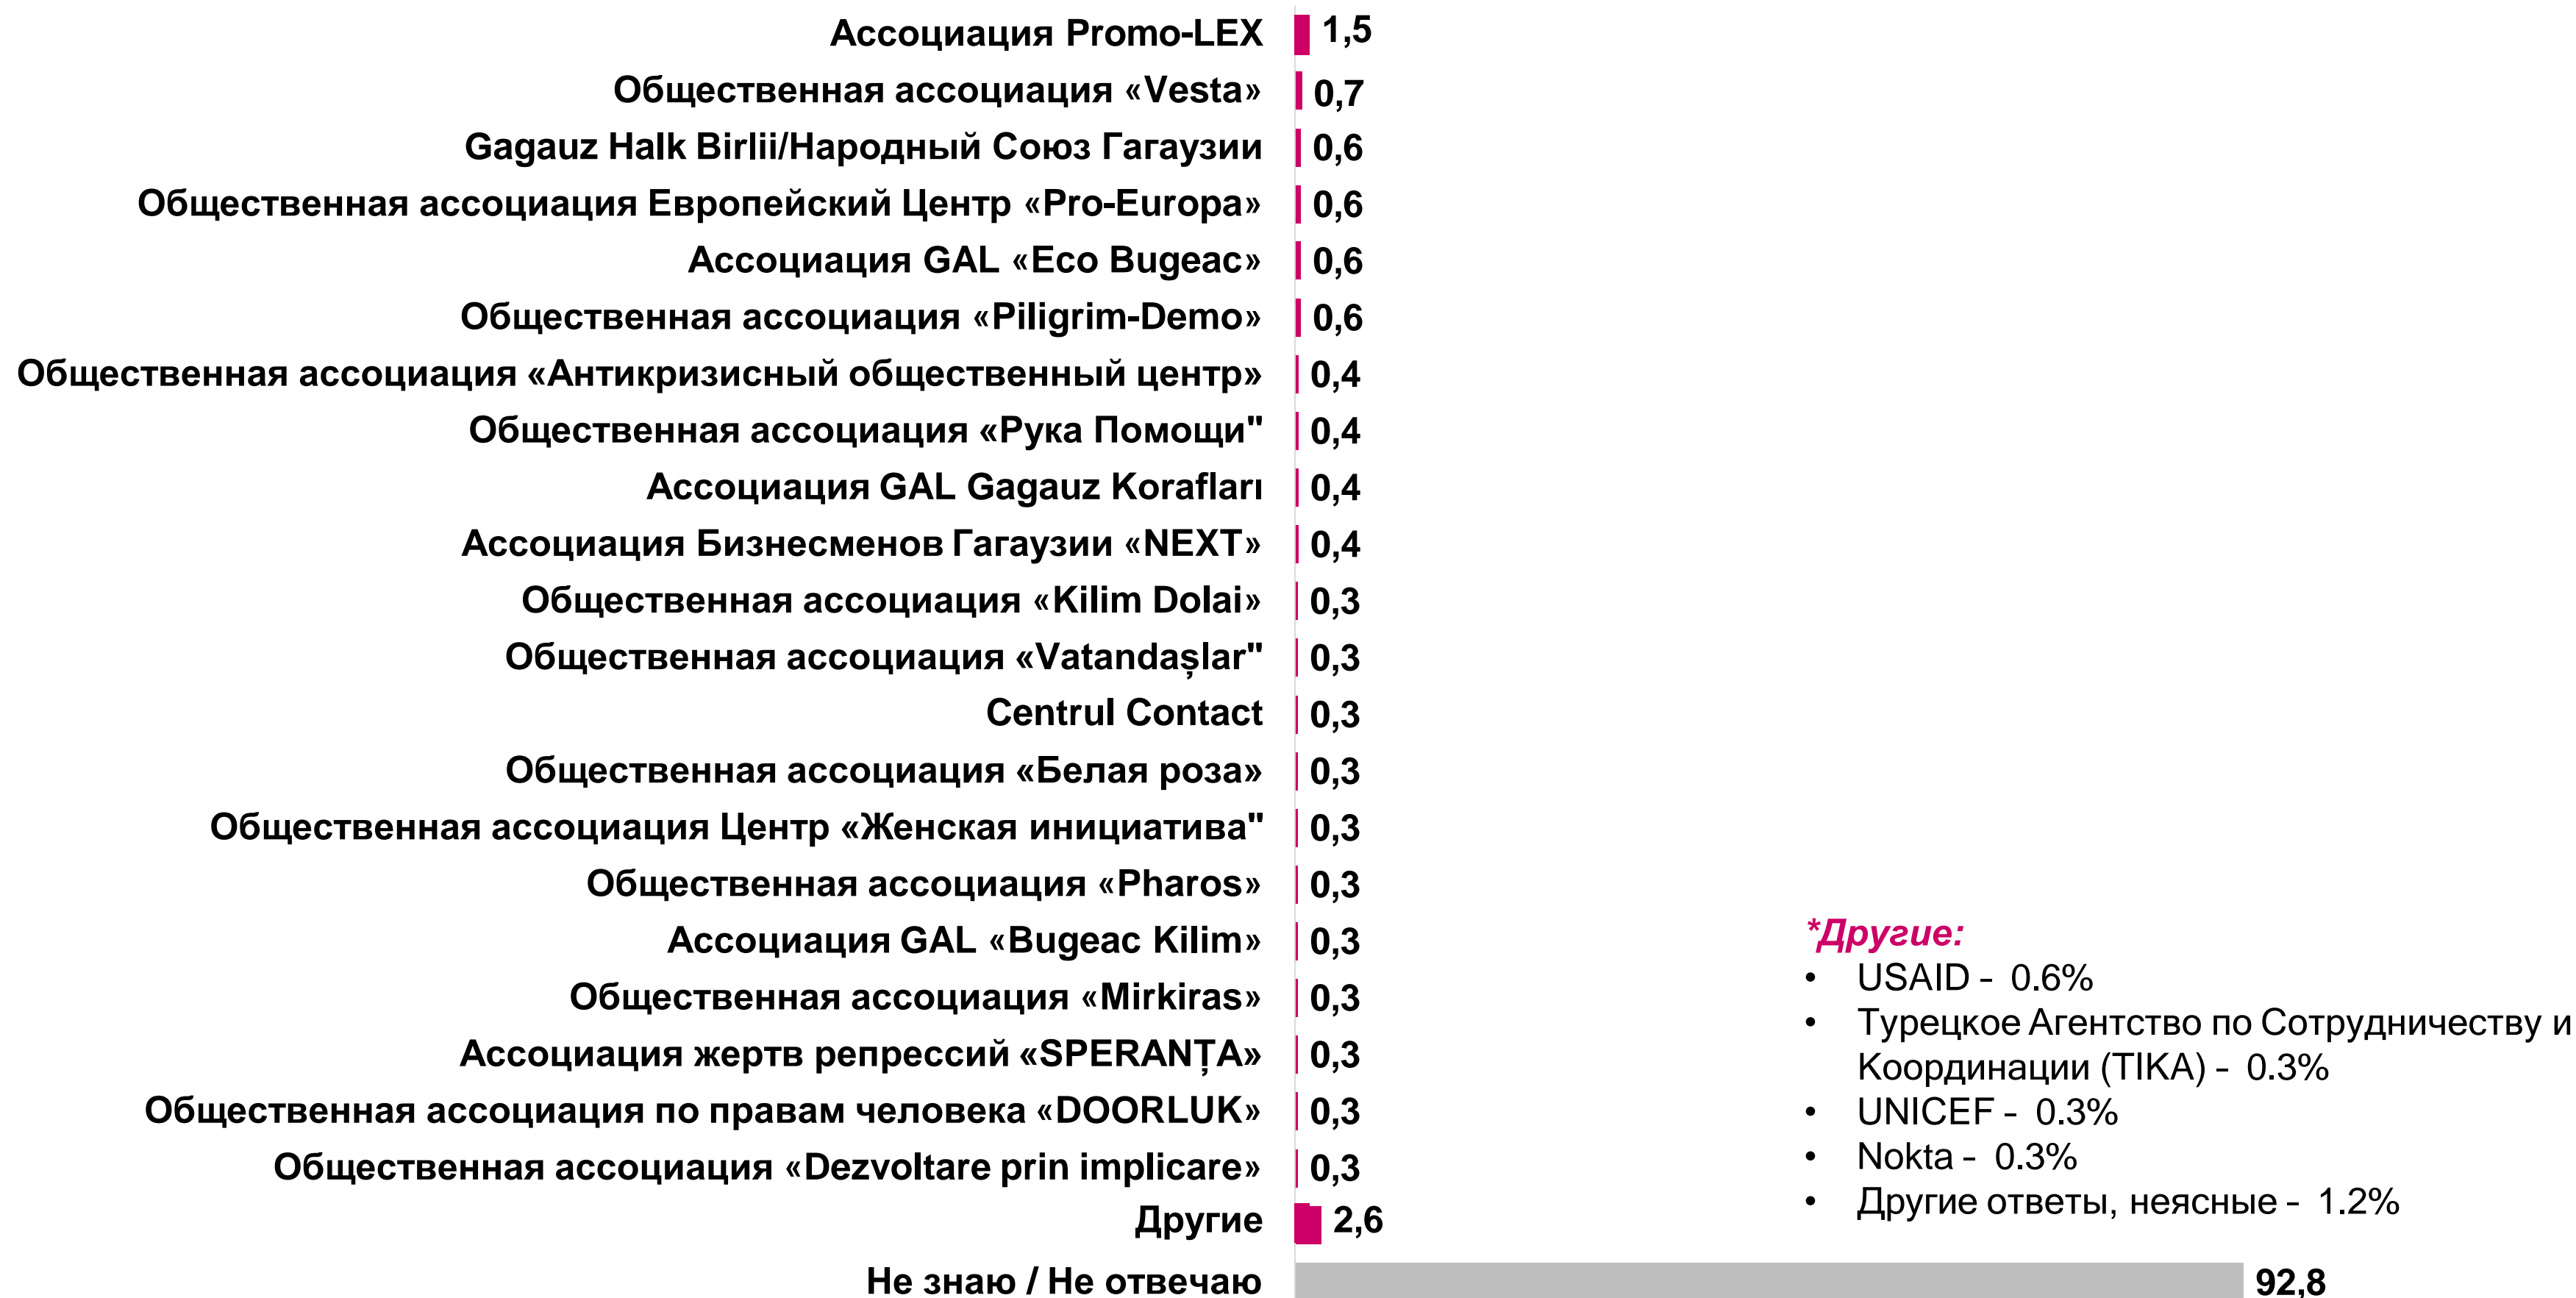 Ассоциация Promo-LEX 1,5
Общественная ассоциация «Vesta» 0,7
Gagauz Halk Birlii/Народный Союз Гагаузии 0,6
Общественная ассоциация Европейский Центр «Pro-Europa» 0,6
Ассоциация GAL «Eco Bugeac» 0,6
Общественная ассоциация «Piligrim-Demo» 0,6
Общественная ассоциация «Антикризисный общественный центр» 0,4
Общественная ассоциация «Рука Помощи" 0,4
Ассоциация GAL Gagauz Korafları 0,4
Ассоциация Бизнесменов Гагаузии «NEXT» 0,4
Общественная ассоциация «Kilim Dolai» 0,3
Общественная ассоциация «Vatandașlar" 0,3
Centrul Contact 0,3
Общественная ассоциация «Белая роза» 0,3
Общественная ассоциация Центр «Женская инициатива" 0,3
Общественная ассоциация «Pharos» 0,3
Ассоциация GAL «Bugeac Kilim» 0,3
Общественная ассоциация «Mirkiras» 0,3
Ассоциация жертв репрессий «SPERANȚA» 0,3
Общественная ассоциация по правам человека «DOORLUK» 0,3
Общественная ассоциация «Dezvoltare prin implicare» 0,3
Другие 2,6
Не знаю / Не отвечаю 92,8
*Другие:
• USAID - 0.6%
• Турецкое Агентство по Сотрудничеству и
Координации (TIKA) - 0.3%
• UNICEF - 0.3%
• Nokta - 0.3%
• Другие ответы, неясные - 1.2%